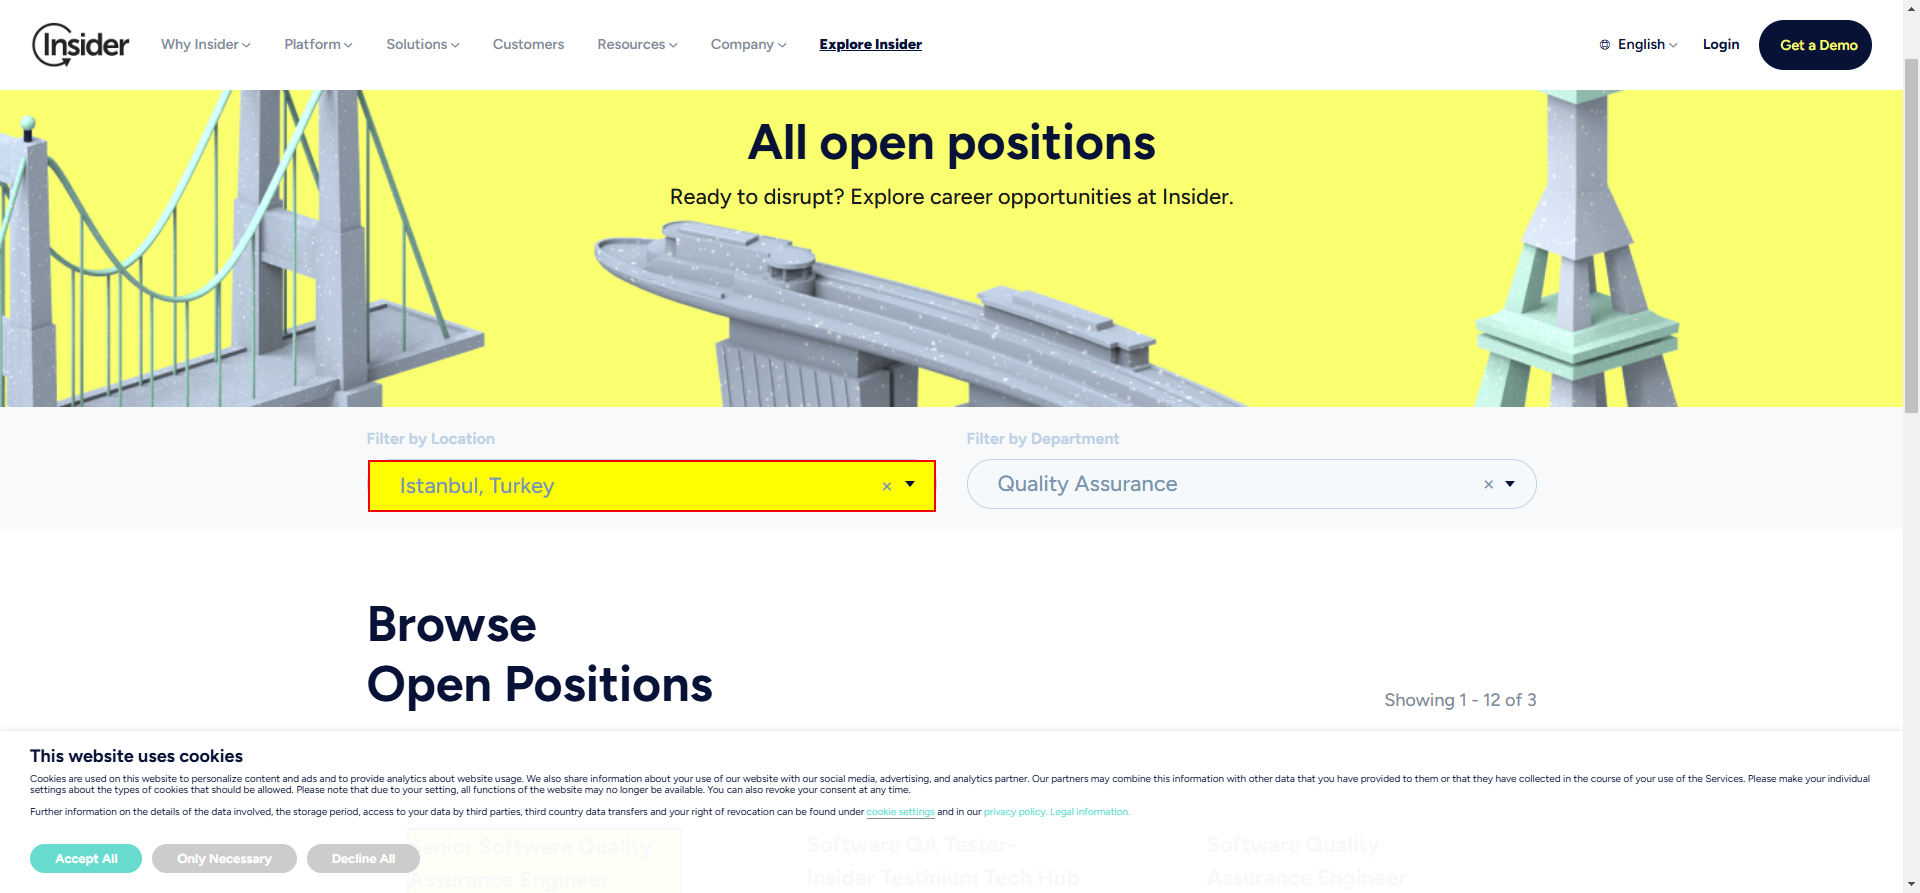 Insider
Why Insider
Platform
Solutions
Customers
Resources
Company
Explore Insider
English
Login
Get a Demo
All open positions
Ready to disrupt? Explore career opportunities at Insider.
Filter by Location
Filter by Department
Istanbul, Turkey
×
Quality Assurance
×
Browse
Open Positions
Showing 1 - 12 of 3
This website uses cookies
Cookies are used on this website to personalize content and ads and to provide analytics about website usage. We also share information about your use of our website with our social media, advertising, and analytics partner. Our partners may combine this information with other data that you have provided to them or that they have collected in the course of your use of the Services. Please make your individual
settings about the types of cookies that should be allowed. Please note that due to your setting, all functions of the website may no longer be available. You can also revoke your consent at any time.
Further information on the details of the data involved, the storage period, access to your data by third parties, third country data transfers and your right of revocation can be found under cookie settings and in our privacy policy. Legal information.
Accept All
Only Necessary
Decline All
Senior Software Quality
Assurance Engineer
Software QA Tester-
Insider Testinium Tech Hub
Software Quality
Assurance Engineer